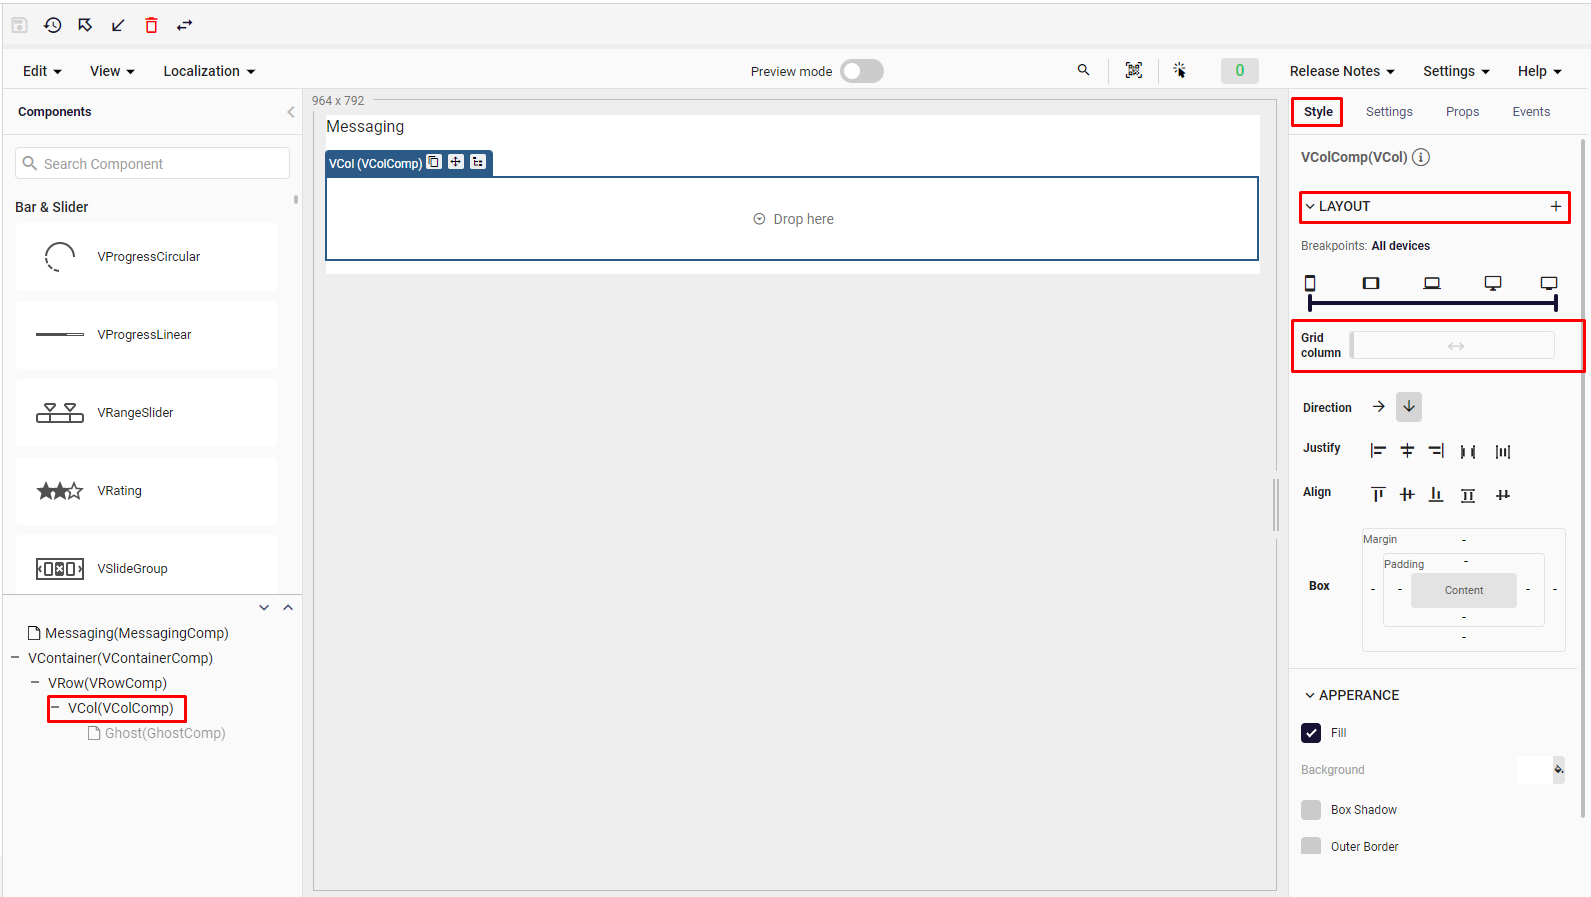 Edit
View
Localization
Preview mode
0
Release Notes
Settings
Help
Components
Search Component
Bar & Slider
VProgressCircular
VProgressLinear
VRangeSlider
VRating
VSlideGroup
Messaging(MessagingComp)
VContainer(VContainerComp)
VRow(VRowComp)
VCol(VColComp)
Ghost(GhostComp)
964 x 792
Messaging
VCol (VColComp)
Drop here
Style
Settings
Props
Events
VColComp(VCol)
LAYOUT
Breakpoints: All devices
Grid
column
Direction
Justify
Align
Box
Margin
-
Padding
-
- - Content - -
-
-
APPERANCE
Fill
Background
Box Shadow
Outer Border